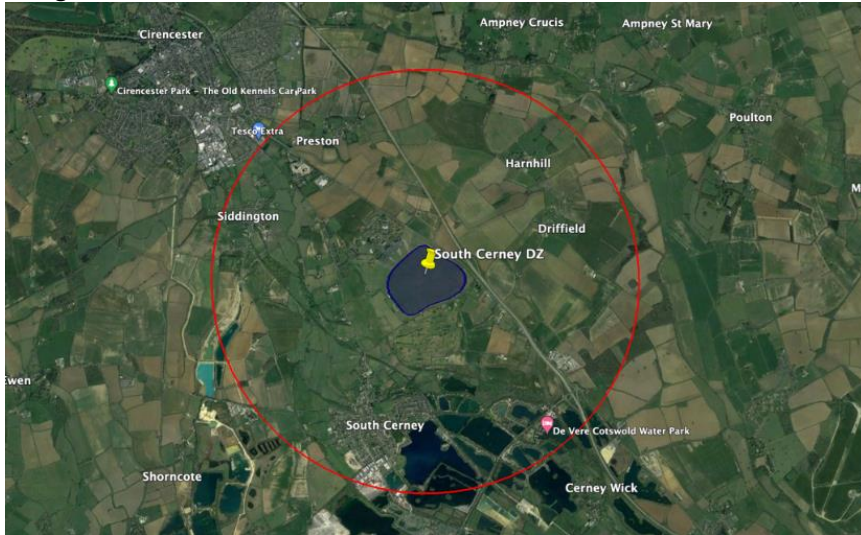 Ampney Crucis
Ampney St Mary
Cirencester
Cirencester Park - The Old Kennels Car Park
Poulton
Tesco Extra
Preston
Harnhill
Siddington
Driffield
South Cerney DZ
Ewen
South Cerney
De Vere Cotswold Water Park
Shorncote
Cerney Wick